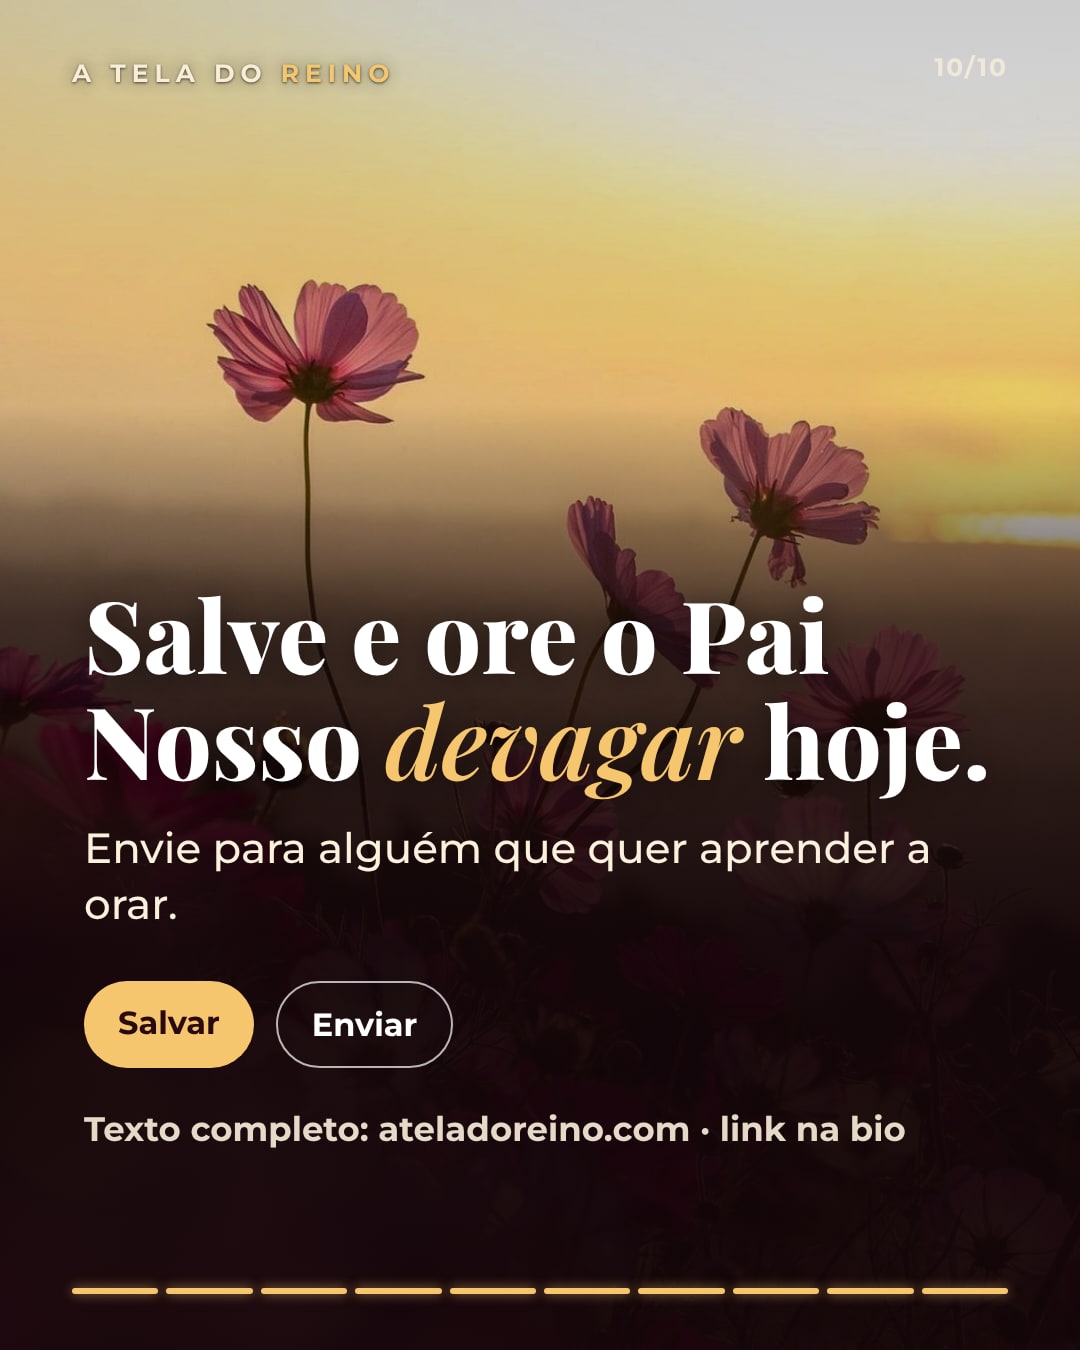 A TELA DO REINO
10/10
Salve e ore o Pai
Nosso devagar hoje.
Envie para alguém que quer aprender a
orar.
Salvar
Enviar
Texto completo: ateladoreino.com · link na bio